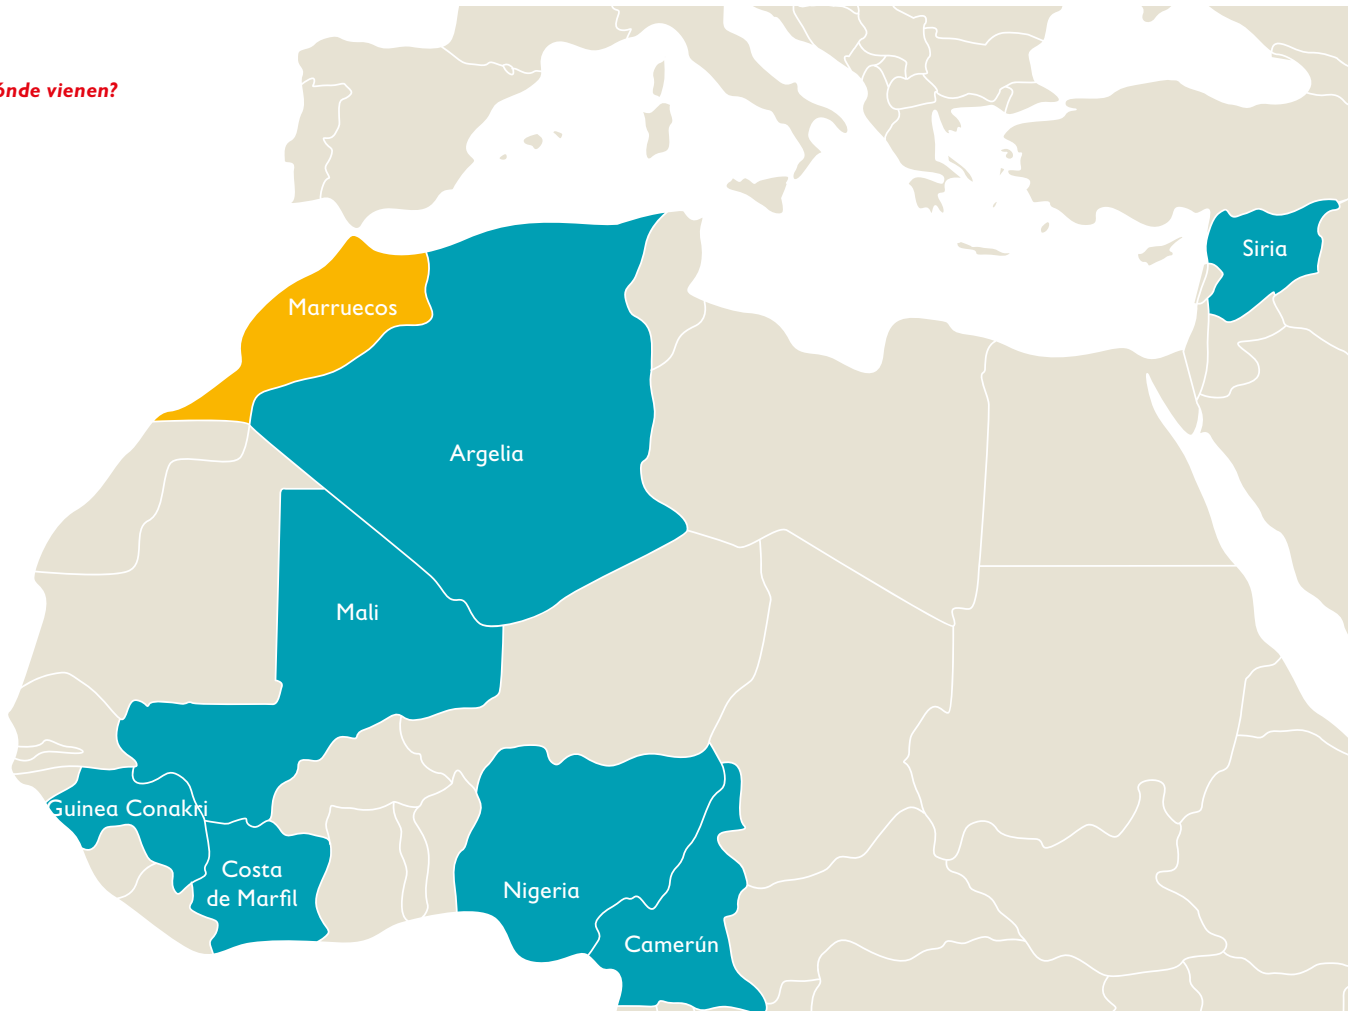 ónde vienen?
Siria
Marruecos
Argelia
Mali
Guinea Conakri
Costa
de Marfil
Nigeria
Camerún